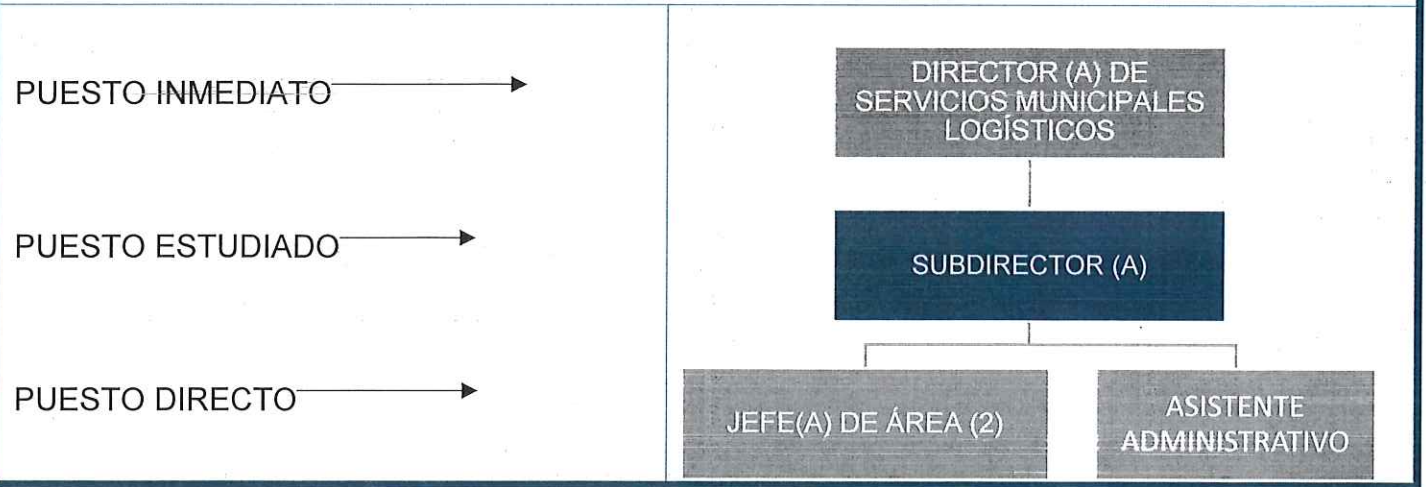 PUESTO INMEDIATO
DIRECTOR (A) DE
SERVICIOS MUNICIPALES
LOGÍSTICOS
PUESTO ESTUDIADO
SUBDIRECTOR (A)
PUESTO DIRECTO
JEFE(A) DE ÁREA (2)
ASISTENTE
ADMINISTRATIVO